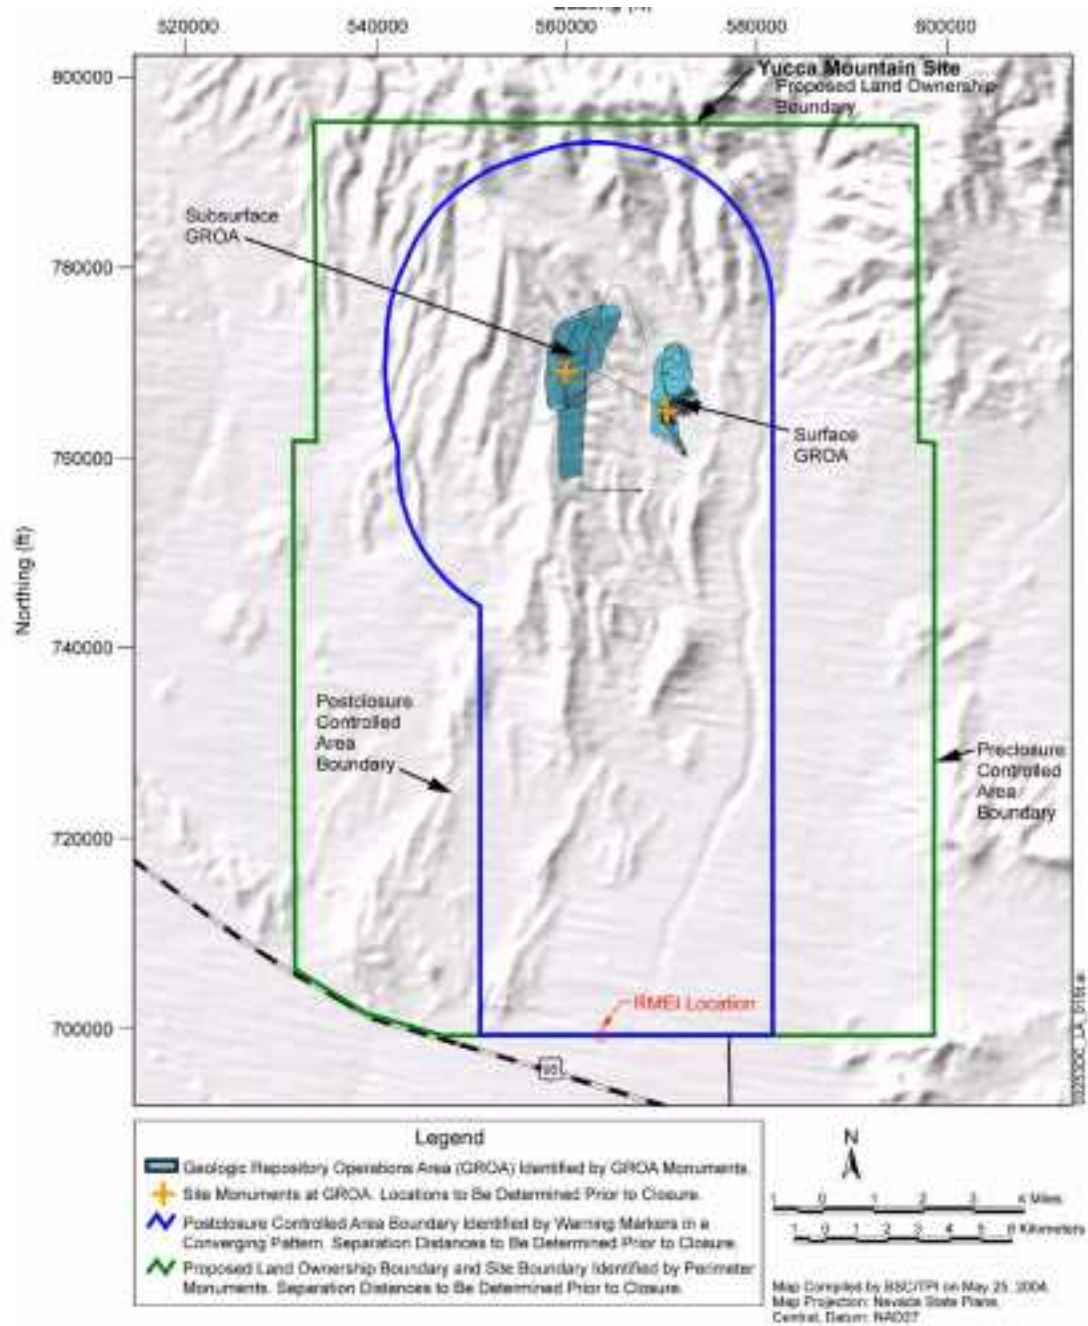 Easting (ft)
520000
540000
560000
580000
600000
800000
780000
760000
740000
720000
700000
Northing (ft)
Yucca Mountain Site
Proposed Land Ownership
Boundary
Subsurface
GROA
Surface
GROA
Postclosure
Controlled
Area
Boundary
Preclosure
Controlled
Area
Boundary
RMEI Location
95
Legend
Geologic Repository Operations Area (GROA) Identified by GROA Monuments.
Site Monuments at GROA. Locations to Be Determined Prior to Closure.
Postclosure Controlled Area Boundary Identified by Warning Markers in a
Converging Pattern. Separation Distances to Be Determined Prior to Closure.
Proposed Land Ownership Boundary and Site Boundary Identified by Perimeter
Monuments. Separation Distances to Be Determined Prior to Closure.
N
1 0 1 2 3 4 Miles
1 0 1 2 3 4 5 6 Kilometers
Map Compiled by BSC/TPI on May 25, 2004.
Map Projection: Nevada State Plane,
Central, Datum: NAD27